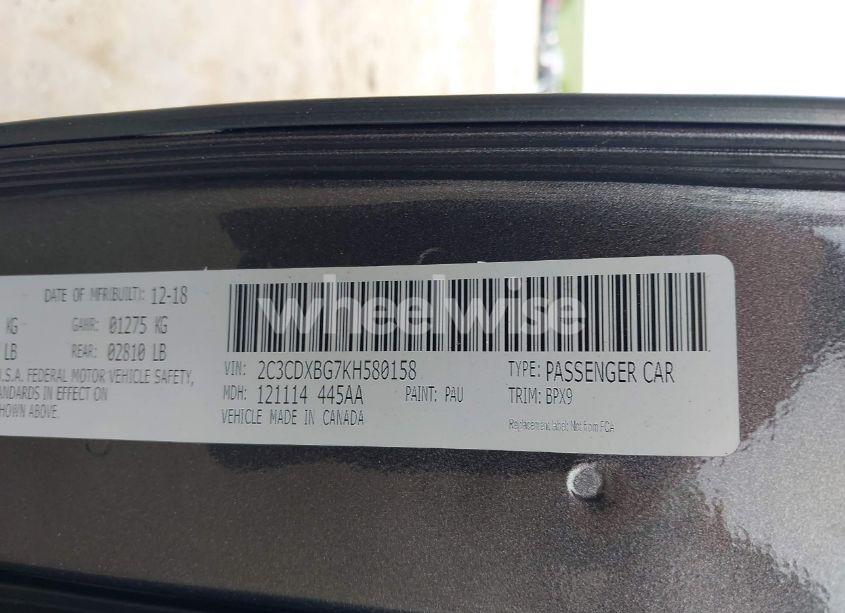 DATE OF MFR(BUILT): 12-18
KG GAWR: 01275 KG
LB REAR: 02810 LB
U.S.A. FEDERAL MOTOR VEHICLE SAFETY,
STANDARDS IN EFFECT ON
SHOWN ABOVE.
wheelwise
VIN: 2C3CDXBG7KH580158 TYPE: PASSENGER CAR
MDH: 121114 445AA PAINT: PAU TRIM: BPX9
VEHICLE MADE IN CANADA
Replacement label: Not from FCA